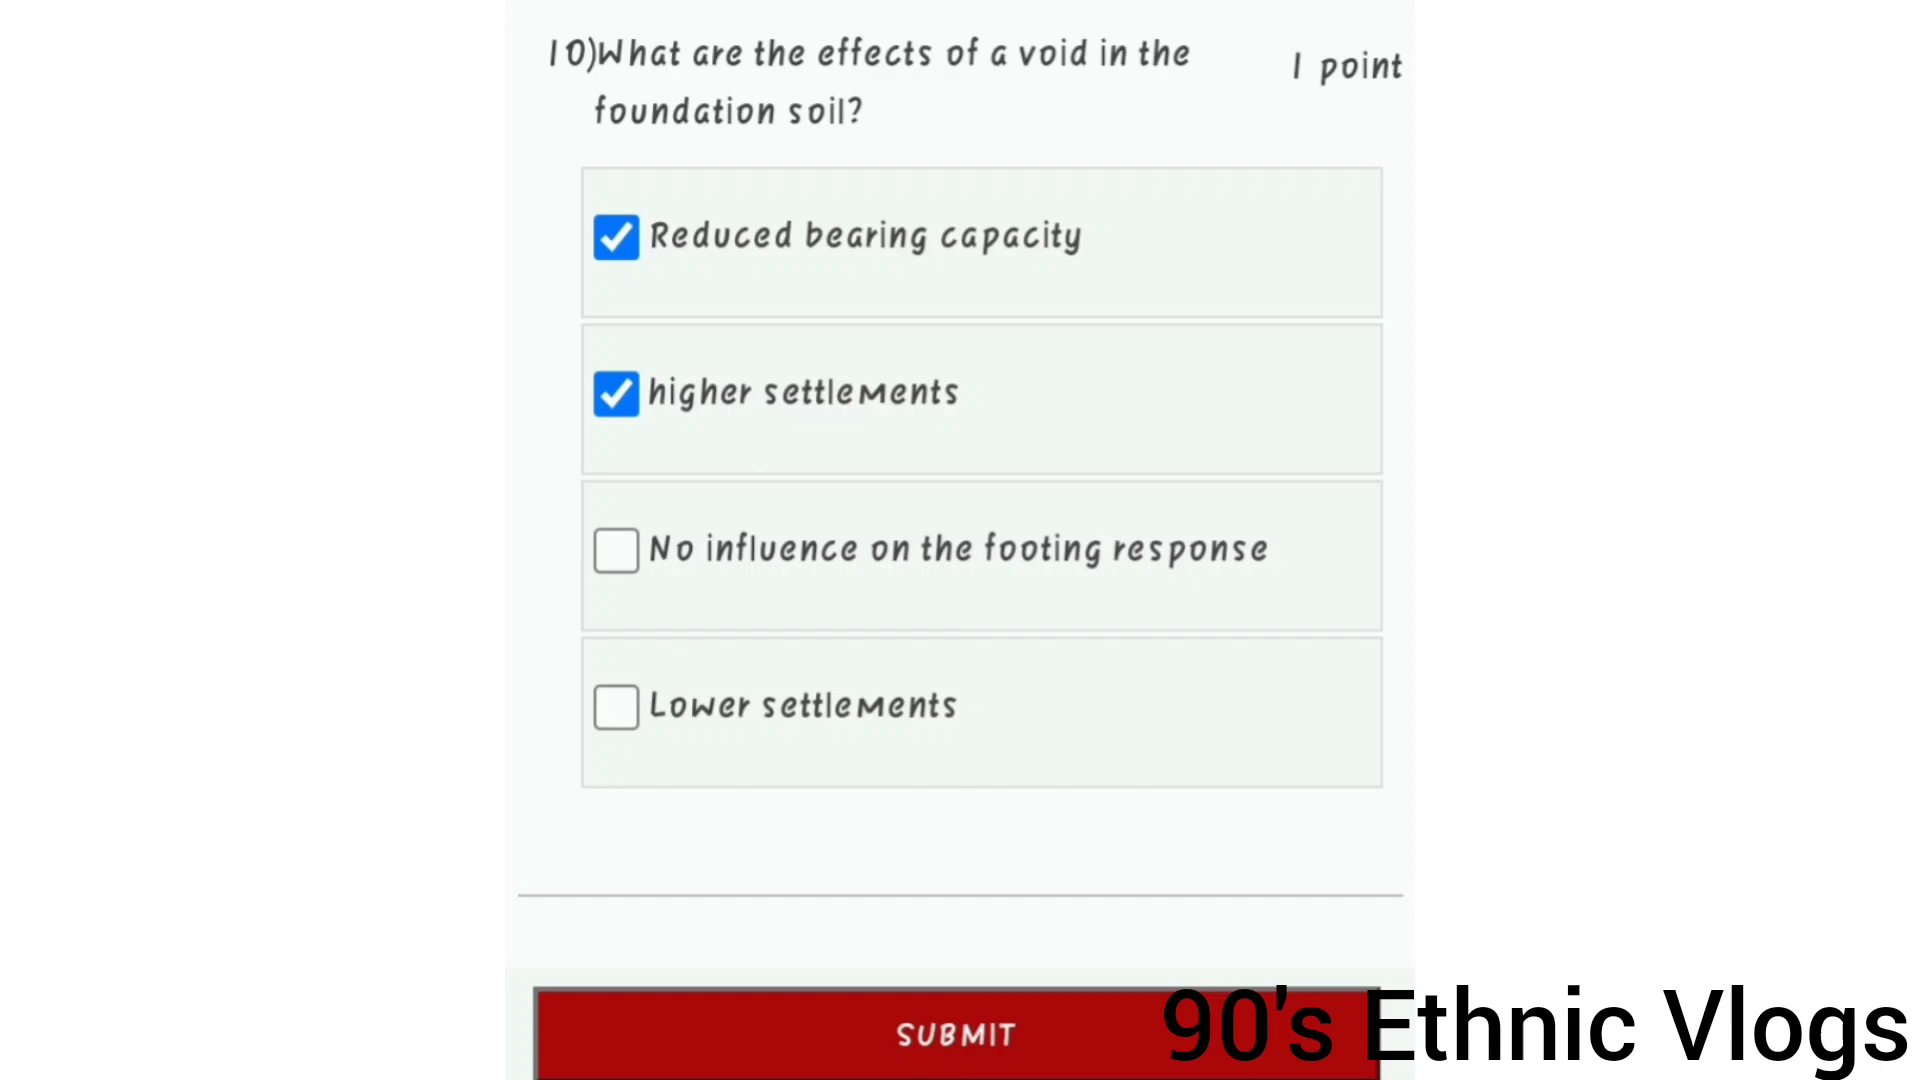 10)What are the effects of a void in the
1 point
foundation soil?
Reduced bearing capacity
higher settlements
No influence on the footing response
Lower settlements
SUBMIT
90's Ethnic Vlogs